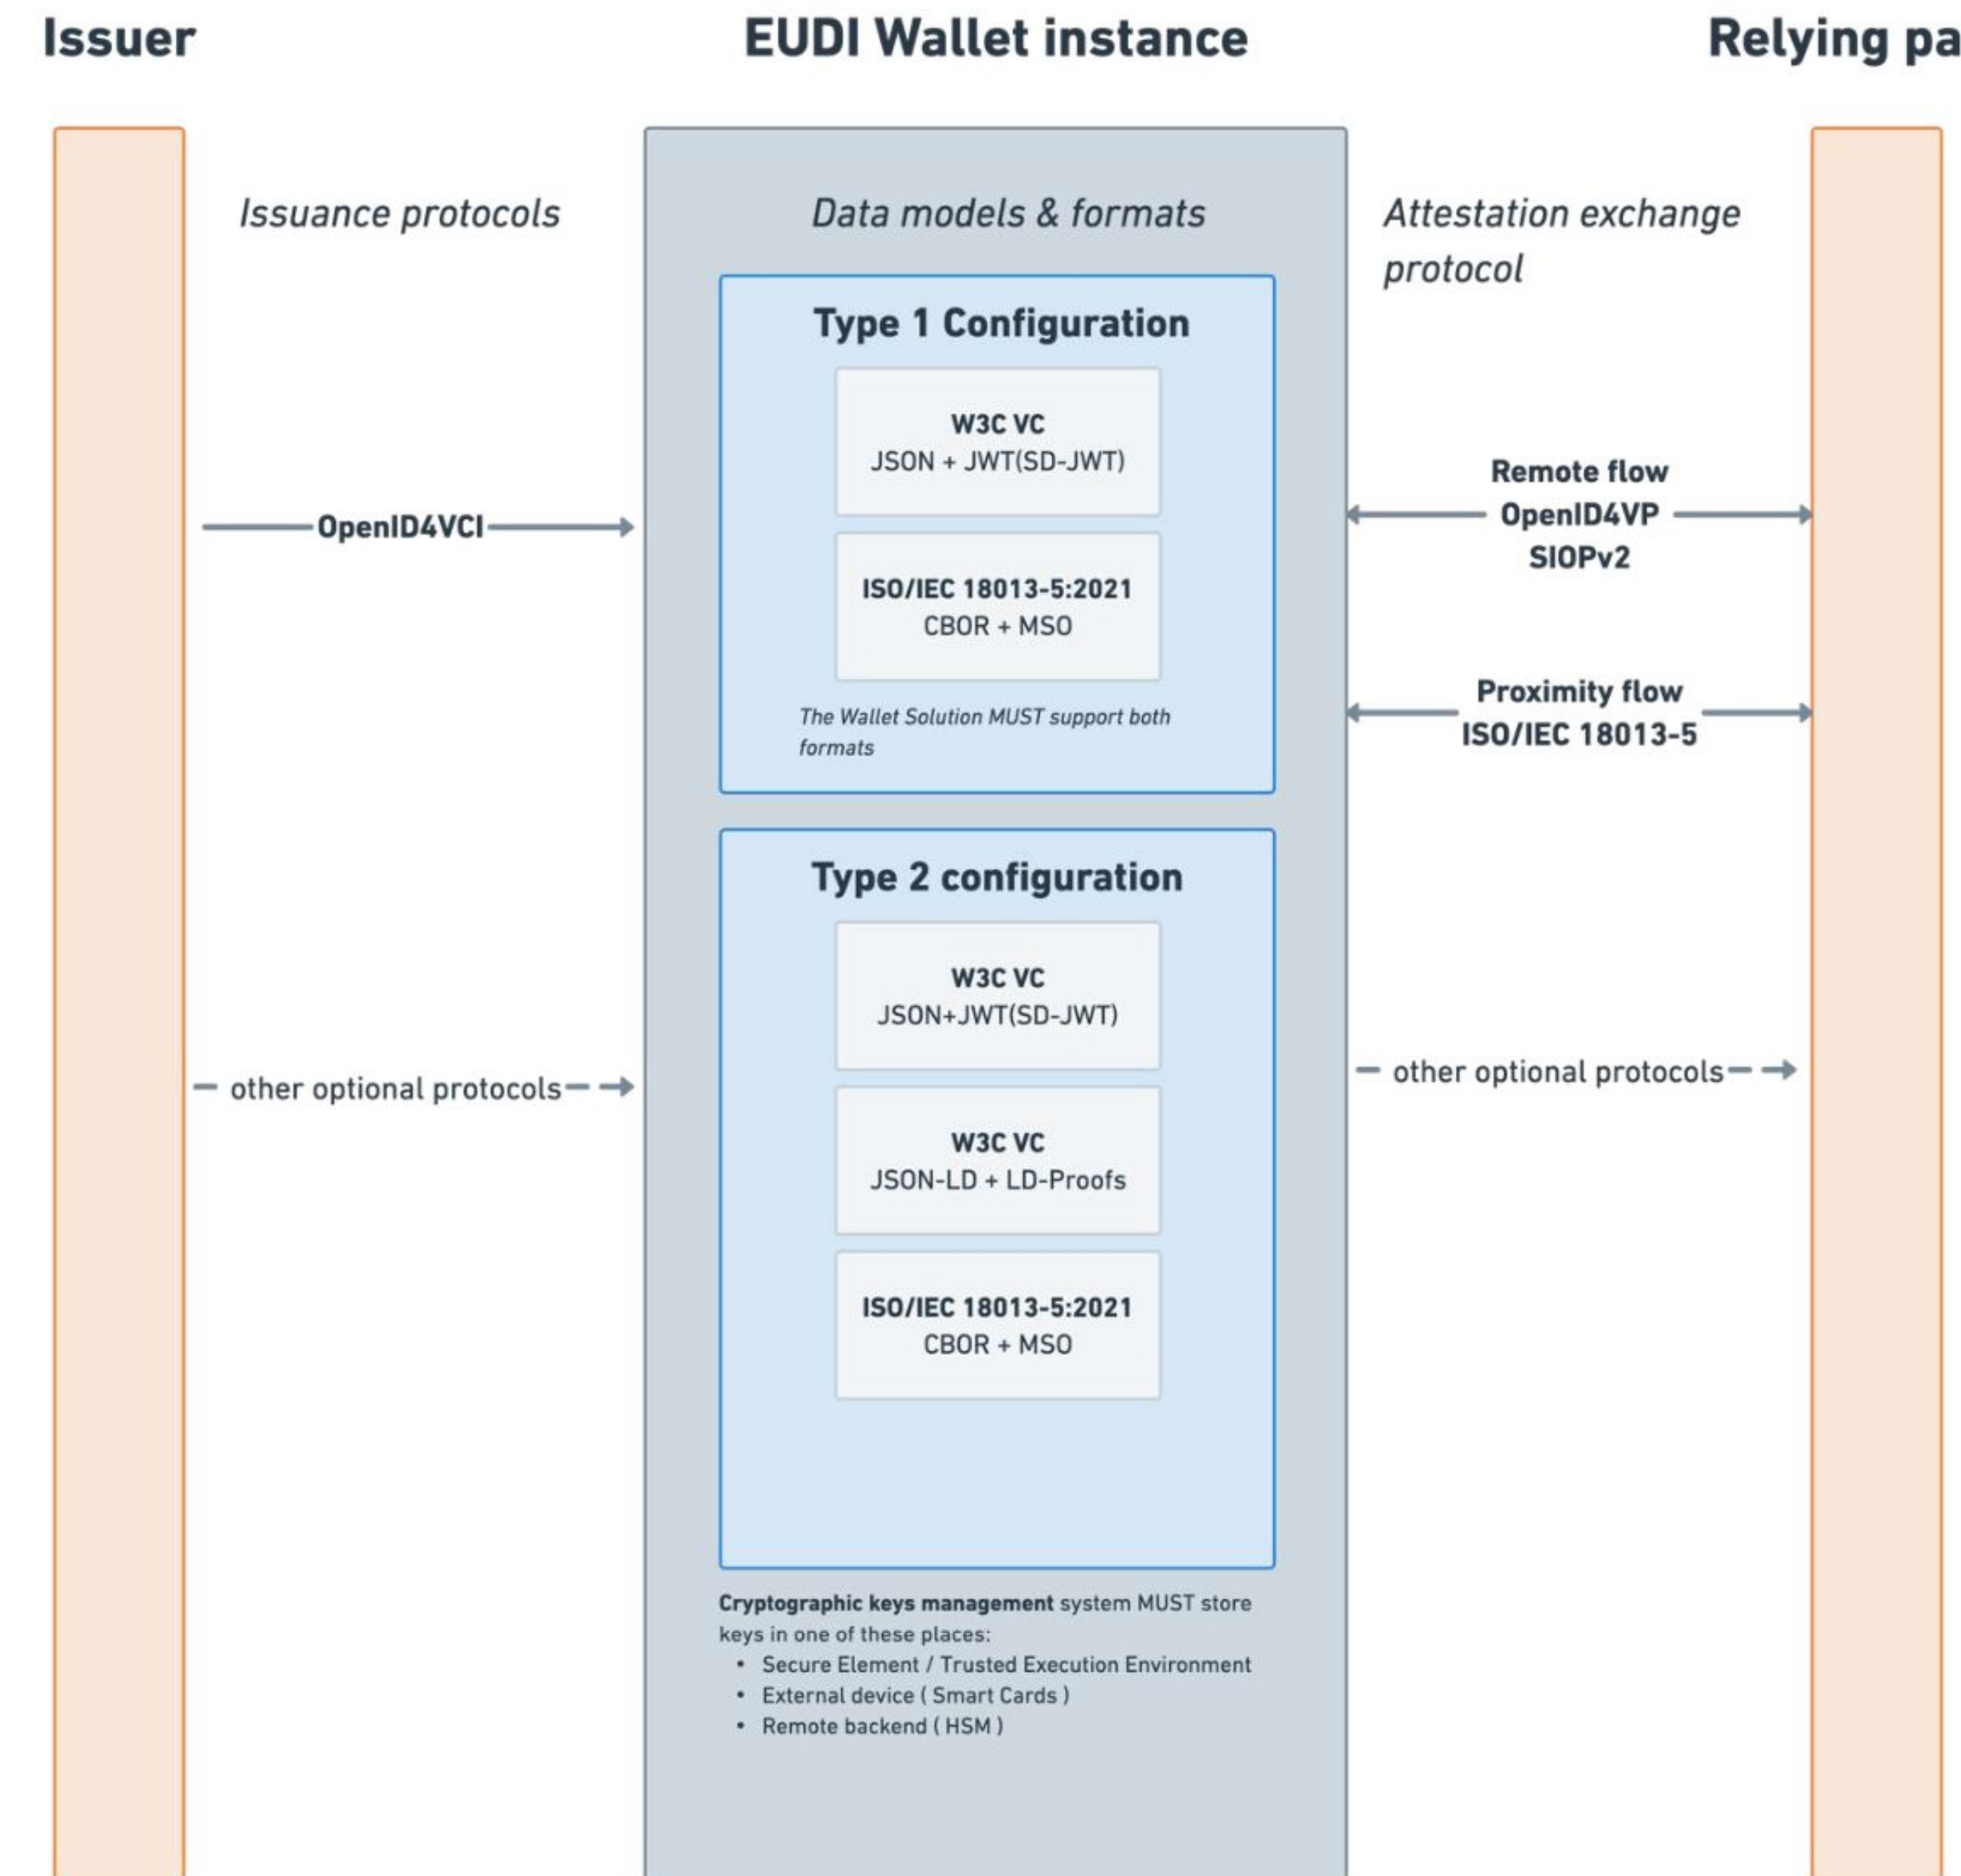 Issuer
EUDI Wallet instance
Relying pa
Issuance protocols
Data models & formats
Attestation exchange
protocol
Type 1 Configuration
W3C VC
JSON + JWT(SD-JWT)
ISO/IEC 18013-5:2021
CBOR + MSO
The Wallet Solution MUST support both
formats
OpenID4VCI
Remote flow
OpenID4VP
SIOPv2
Proximity flow
ISO/IEC 18013-5
Type 2 configuration
W3C VC
JSON+JWT(SD-JWT)
W3C VC
JSON-LD + LD-Proofs
ISO/IEC 18013-5:2021
CBOR + MSO
other optional protocols
other optional protocols
Cryptographic keys management system MUST store
keys in one of these places:
• Secure Element / Trusted Execution Environment
• External device ( Smart Cards )
• Remote backend ( HSM )